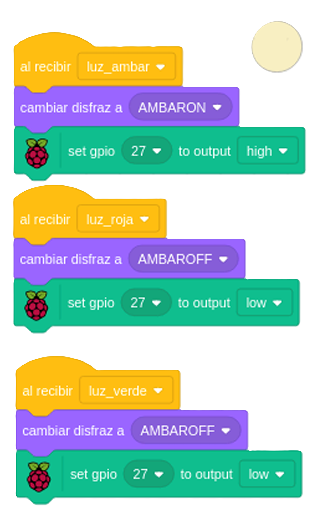 al recibir luz_ambar
cambiar disfraz a AMBARON
set gpio 27 to output high
al recibir luz_roja
cambiar disfraz a AMBAROFF
set gpio 27 to output low
al recibir luz_verde
cambiar disfraz a AMBAROFF
set gpio 27 to output low